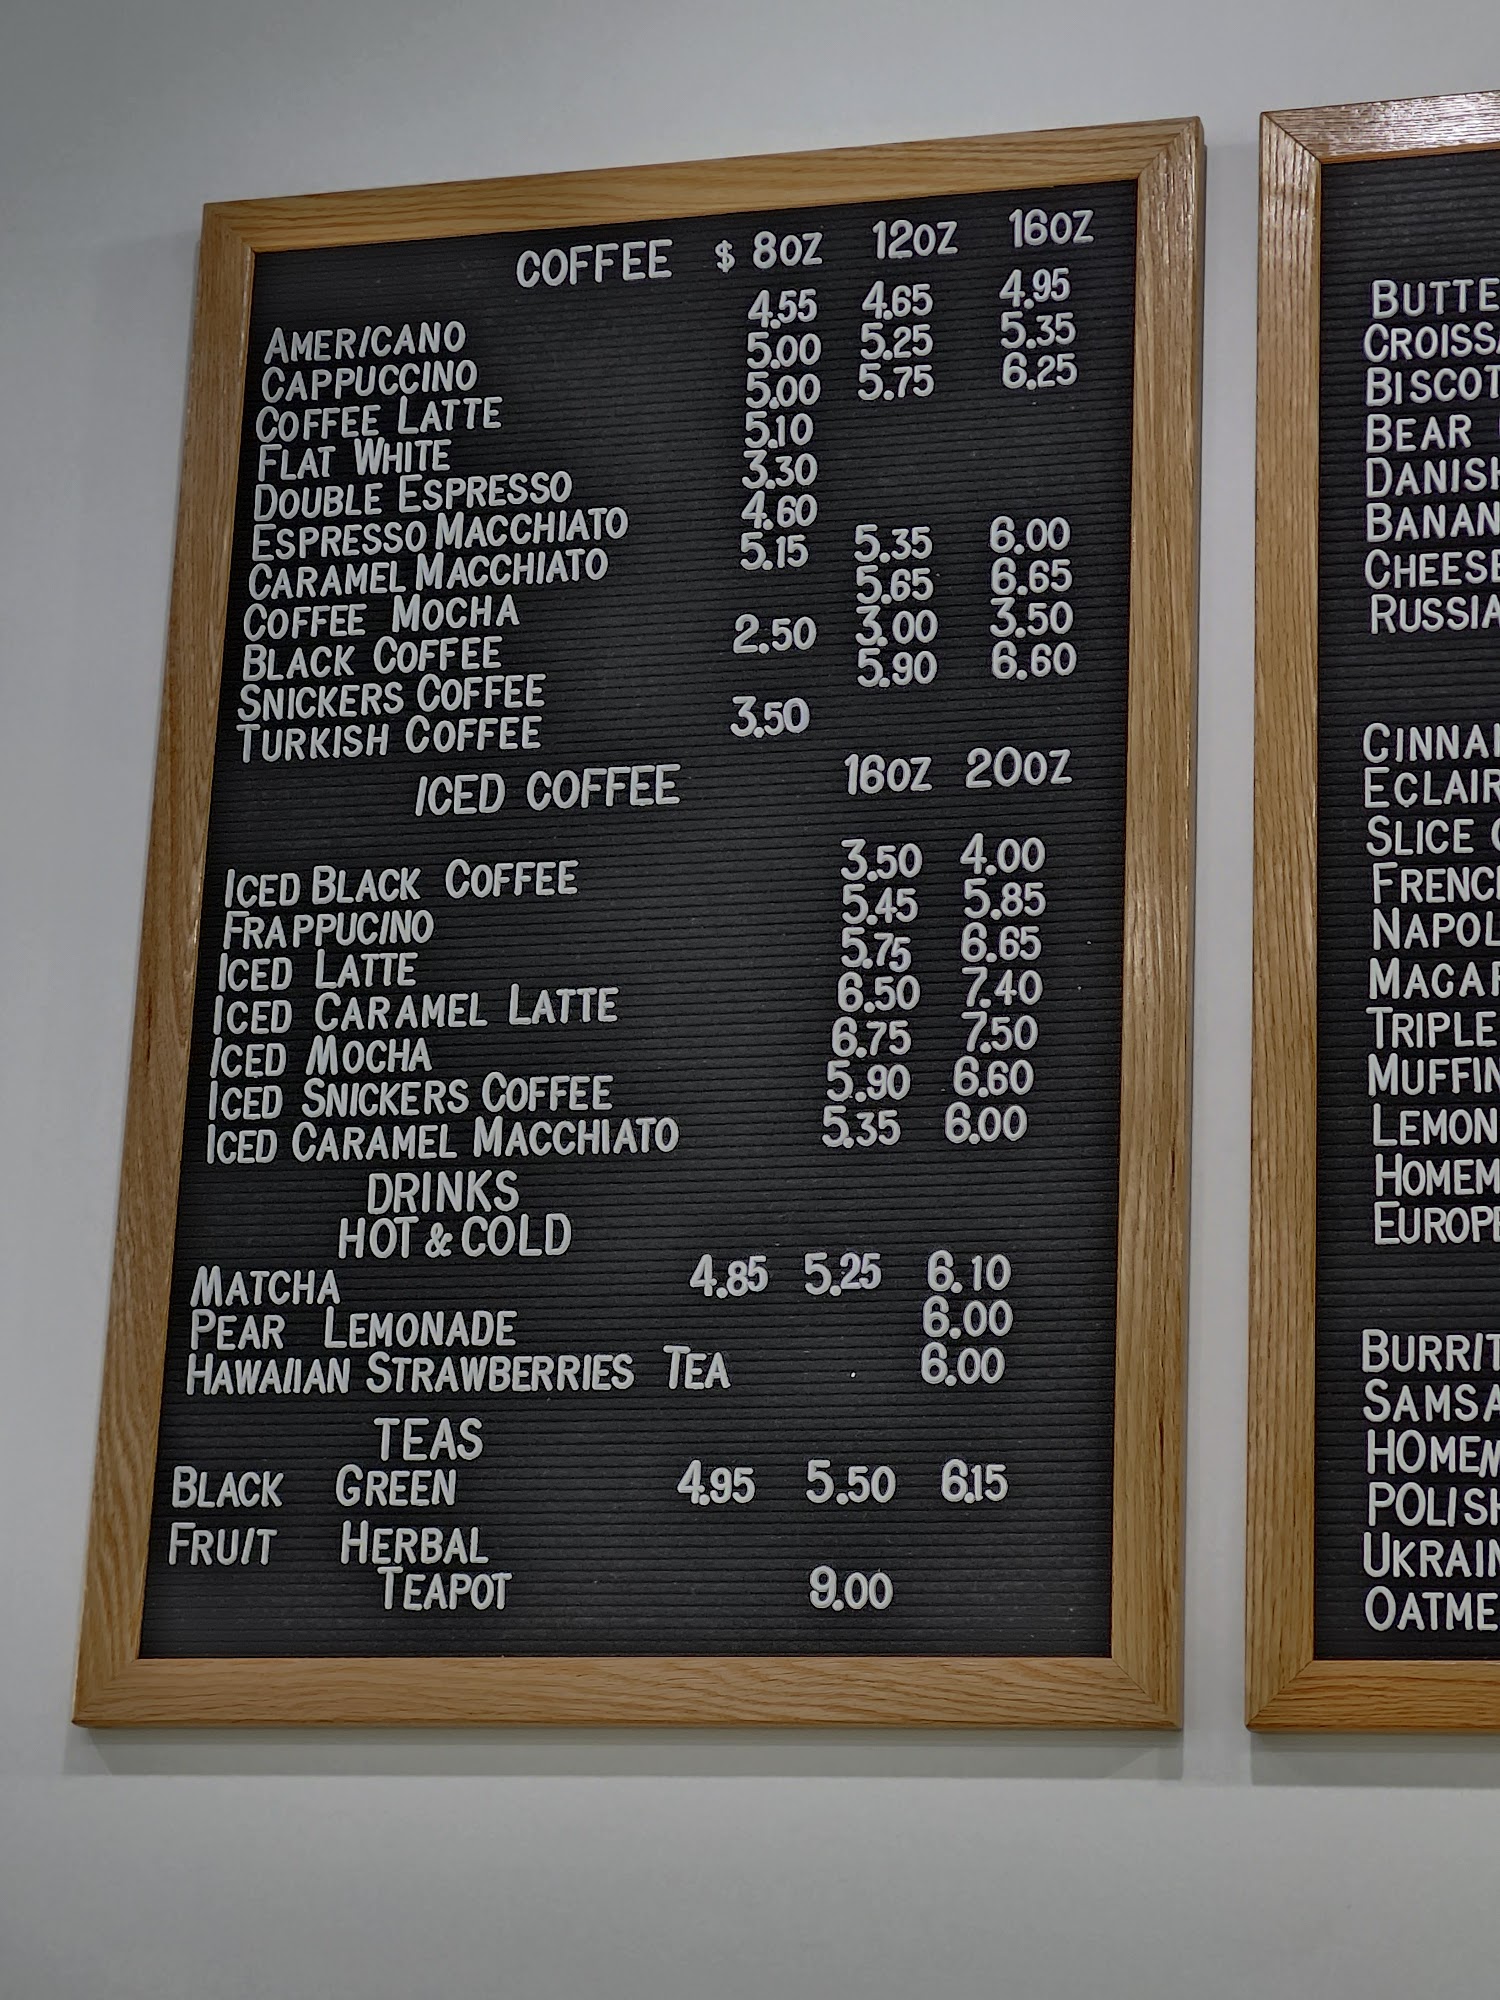 COFFEE $ 8OZ 12OZ 16OZ
AMERICANO 4.55 4.65 4.95
CAPPUCCINO 5.00 5.25 5.35
COFFEE LATTE 5.00 5.75 6.25
FLAT WHITE 5.10
DOUBLE ESPRESSO 3.30
ESPRESSO MACCHIATO 4.60
CARAMEL MACCHIATO 5.15 5.35 6.00
COFFEE MOCHA 5.65 6.65
BLACK COFFEE 2.50 3.00 3.50
SNICKERS COFFEE 5.90 6.60
TURKISH COFFEE 3.50
ICED COFFEE 16OZ 20OZ
ICED BLACK COFFEE 3.50 4.00
FRAPPUCINO 5.45 5.85
ICED LATTE 5.75 6.65
ICED CARAMEL LATTE 6.50 7.40
ICED MOCHA 6.75 7.50
ICED SNICKERS COFFEE 5.90 6.60
ICED CARAMEL MACCHIATO 5.35 6.00
DRINKS
HOT & COLD
MATCHA 4.85 5.25 6.10
PEAR LEMONADE 6.00
HAWAIIAN STRAWBERRIES TEA 6.00
TEAS
BLACK GREEN 4.95 5.50 6.15
FRUIT HERBAL
TEAPOT 9.00
BUTTE
CROISSA
BISCOT
BEAR
DANISH
BANAN
CHEESE
RUSSIA
CINNA
ECLAIR
SLICE
FRENCH
NAPOL
MACAR
TRIPLE
MUFFIN
LEMON
HOMEM
EUROPE
BURRIT
SAMSA
HOMEM
POLISH
UKRAIN
OATME